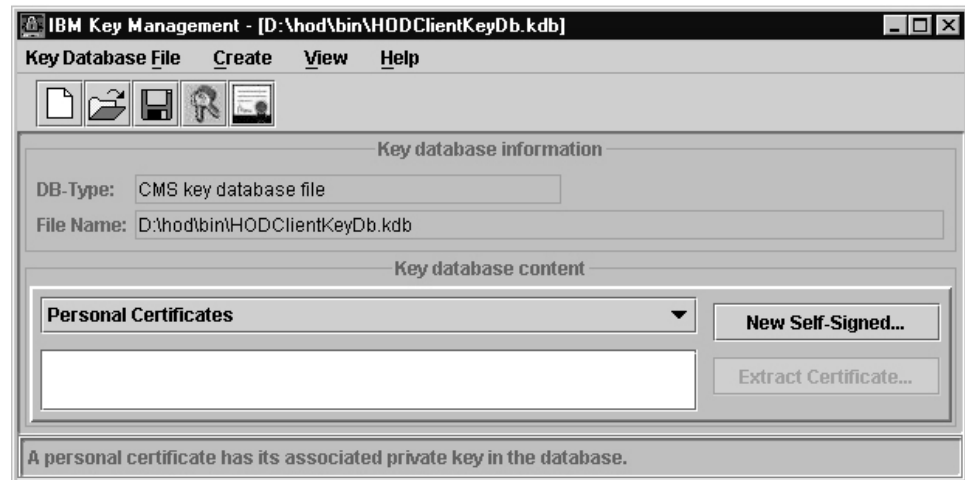 IBM Key Management - [D:\hod\bin\HODClientKeyDb.kdb]
Key Database File Create View Help
Key database information
DB-Type: CMS key database file
File Name: D:\hod\bin\HODClientKeyDb.kdb
Key database content
Personal Certificates
New Self-Signed...
Extract Certificate...
A personal certificate has its associated private key in the database.